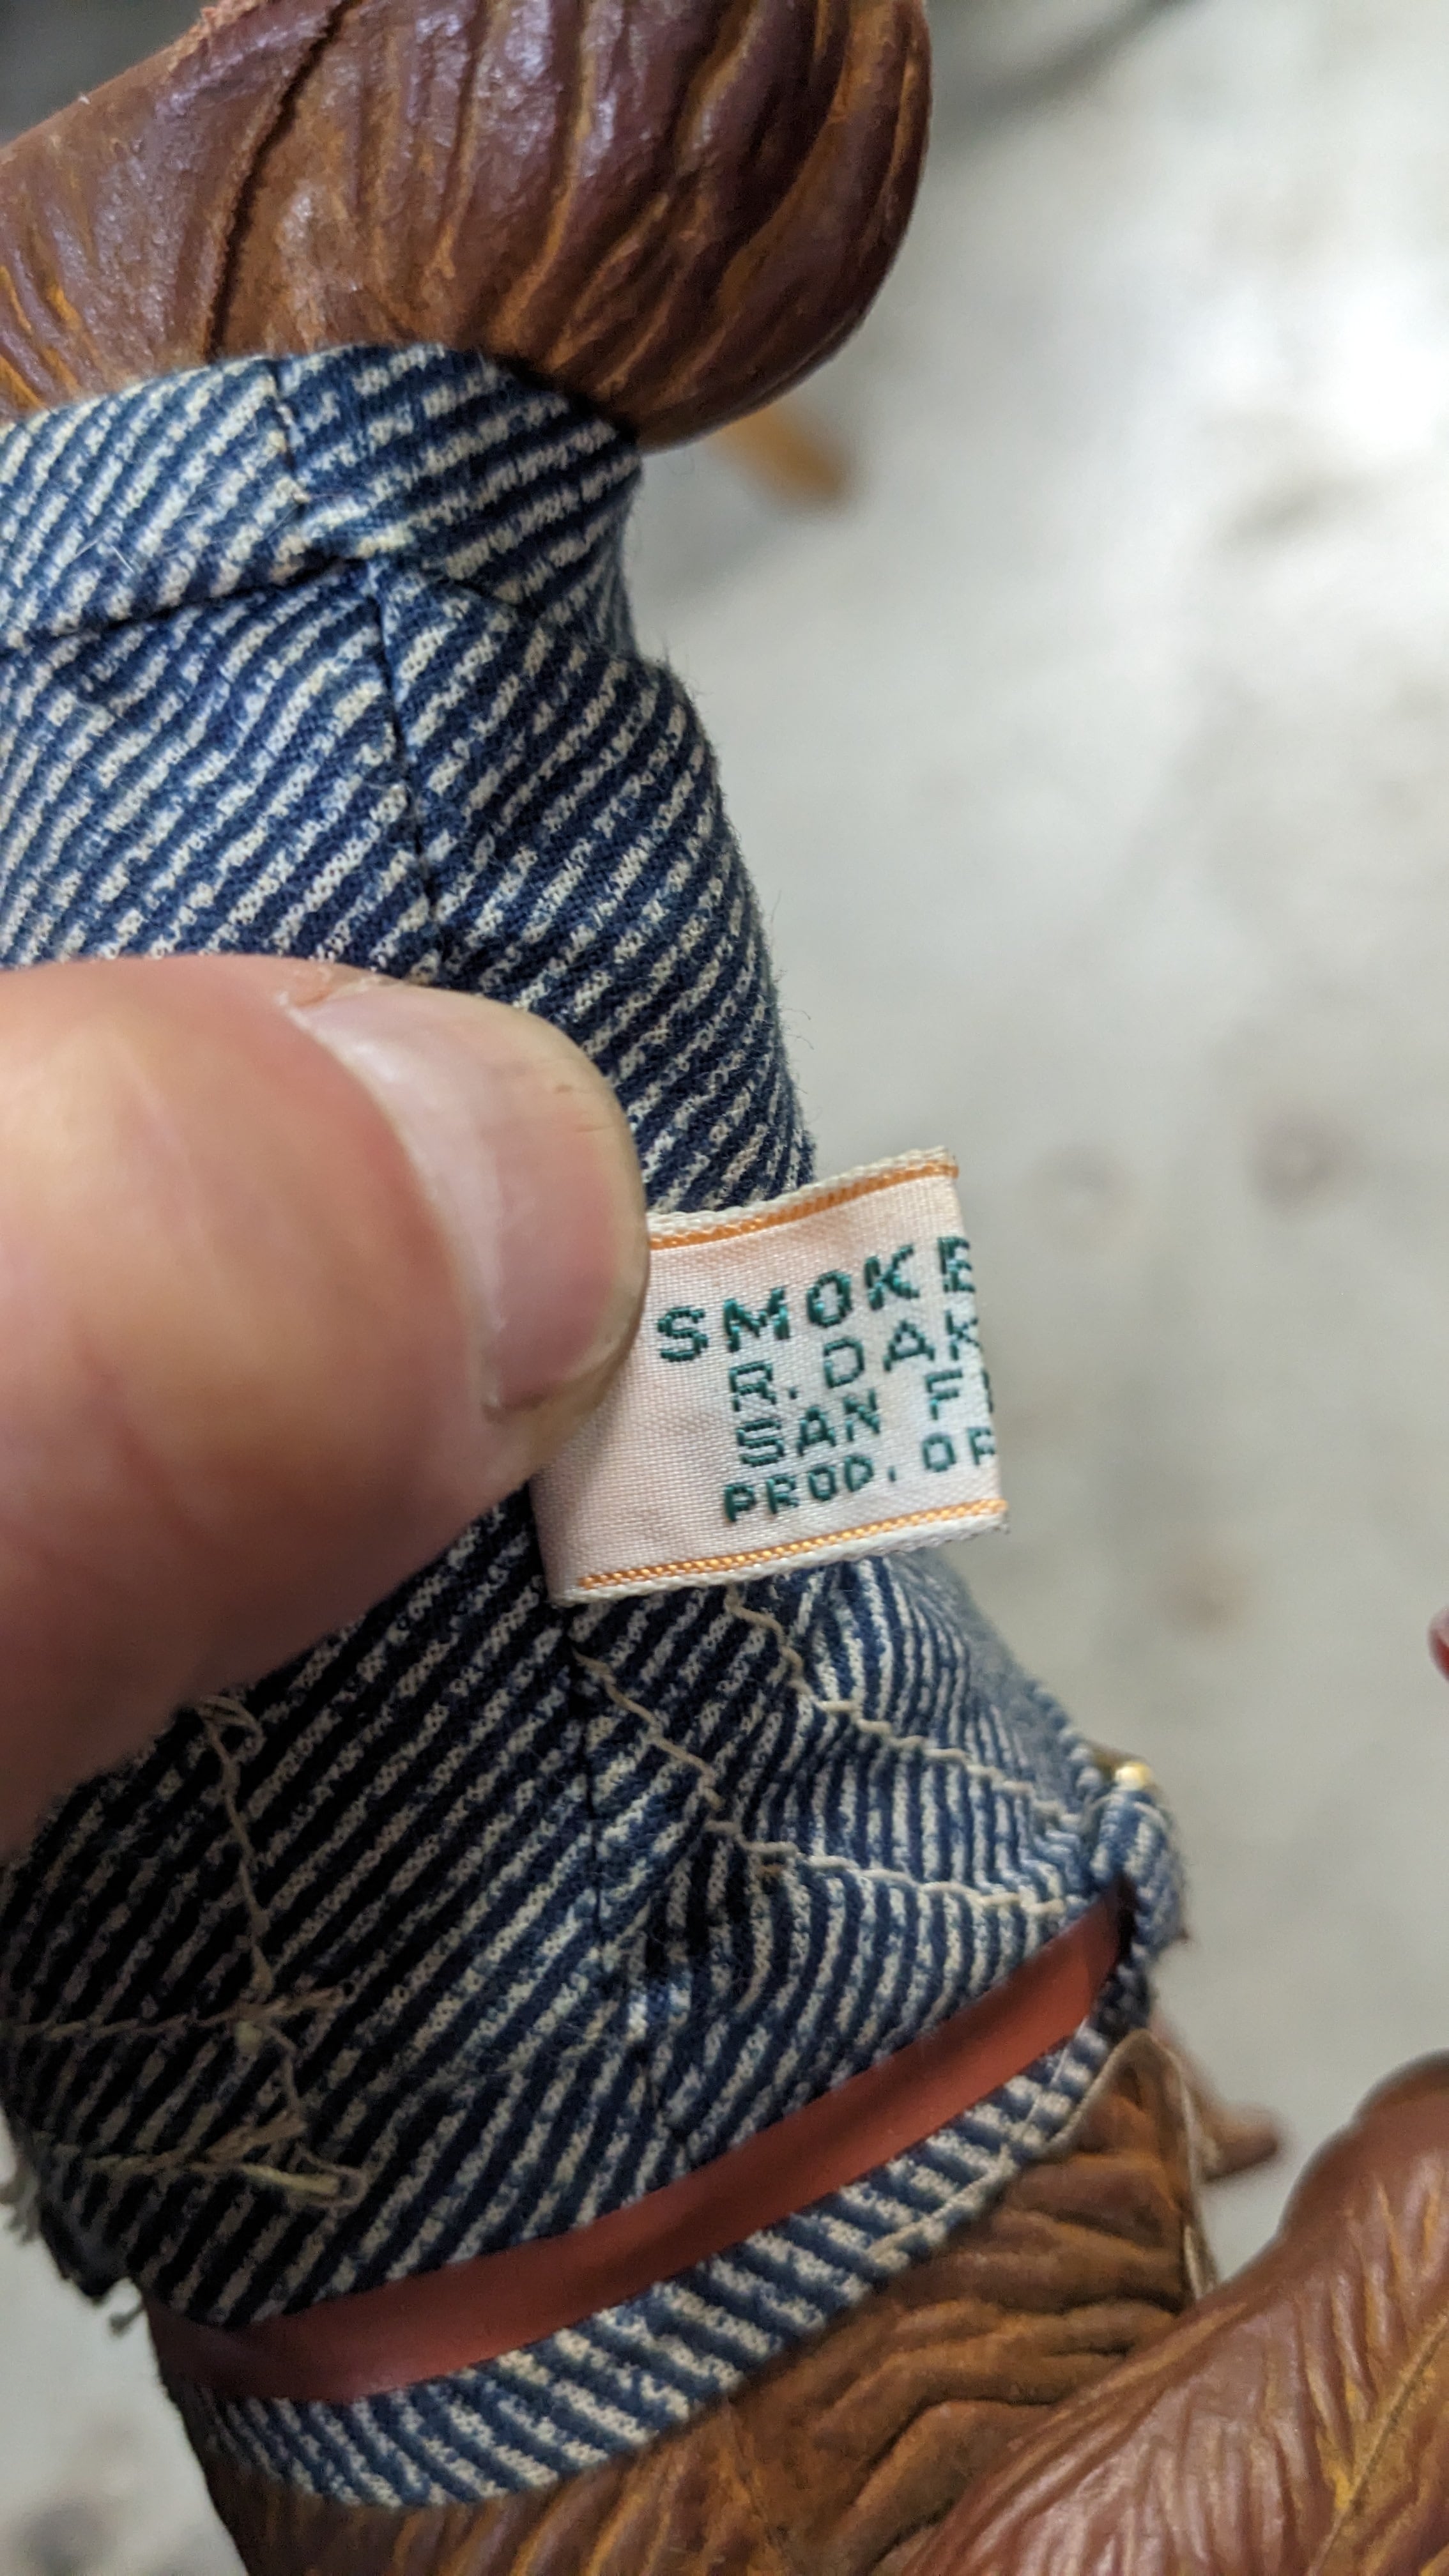 SMOKE
R. DAK
SAN F
PROD. OF